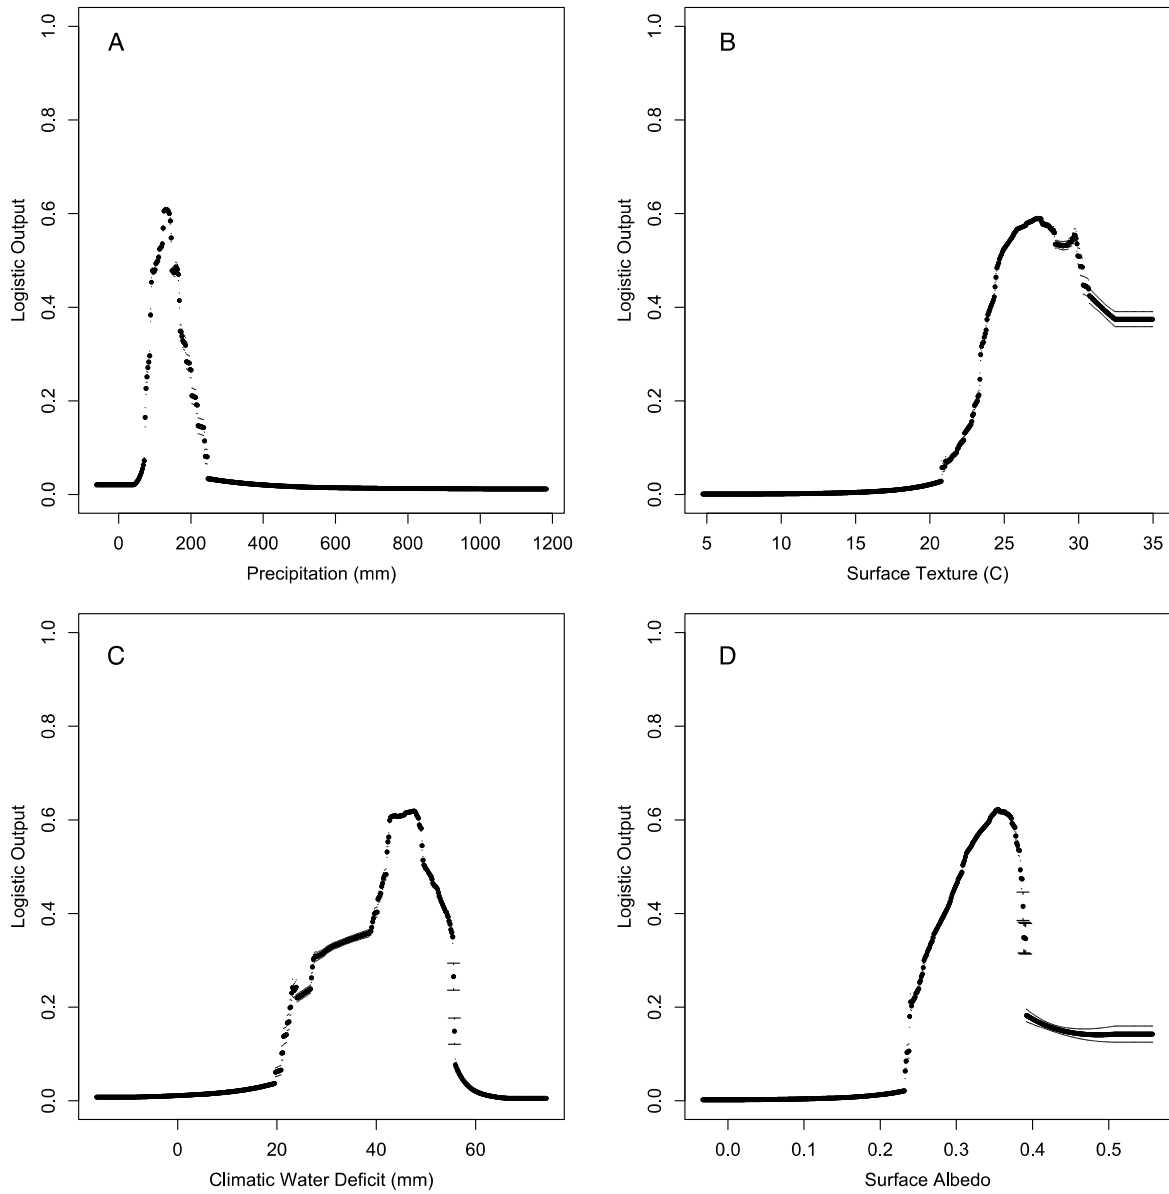 A
1.0
0.8
0.6
0.4
0.2
0.0
Logistic Output
0 200 400 600 800 1000 1200
Precipitation (mm)
B
1.0
0.8
0.6
0.4
0.2
0.0
Logistic Output
5 10 15 20 25 30 35
Surface Texture (C)
C
1.0
0.8
0.6
0.4
0.2
0.0
Logistic Output
0 20 40 60
Climatic Water Deficit (mm)
D
1.0
0.8
0.6
0.4
0.2
0.0
Logistic Output
0.0 0.1 0.2 0.3 0.4 0.5
Surface Albedo